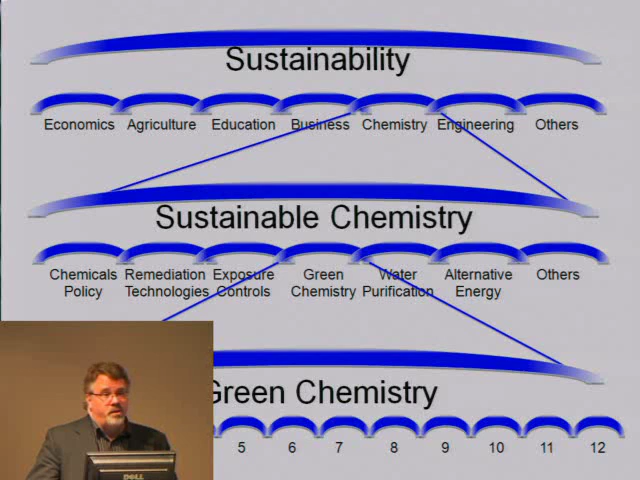 Sustainability
Economics Agriculture Education Business Chemistry Engineering Others
Sustainable Chemistry
Chemicals Remediation Exposure Green Water Alternative Others
Policy Technologies Controls Chemistry Purification Energy
Green Chemistry
5 6 7 8 9 10 11 12
DELL